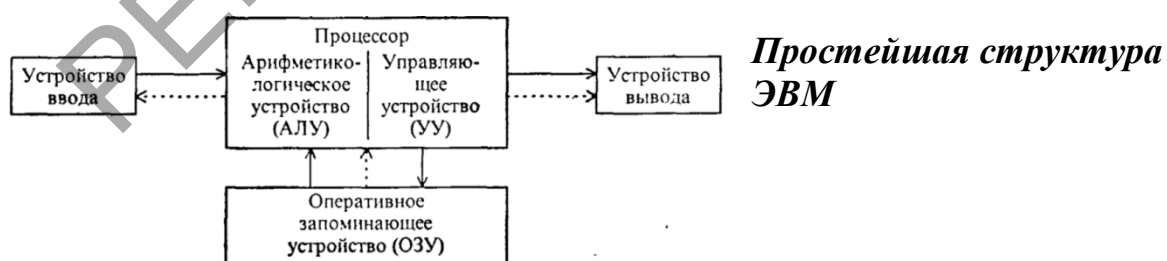 РЕ
Процессор
Устройство
ввода
Арифметико-
логическое
устройство
(АЛУ)
Управляю-
щее
устройство
(УУ)
Устройство
вывода
Простейшая структура
ЭВМ
Оперативное
запоминающее
устройство (ОЗУ)